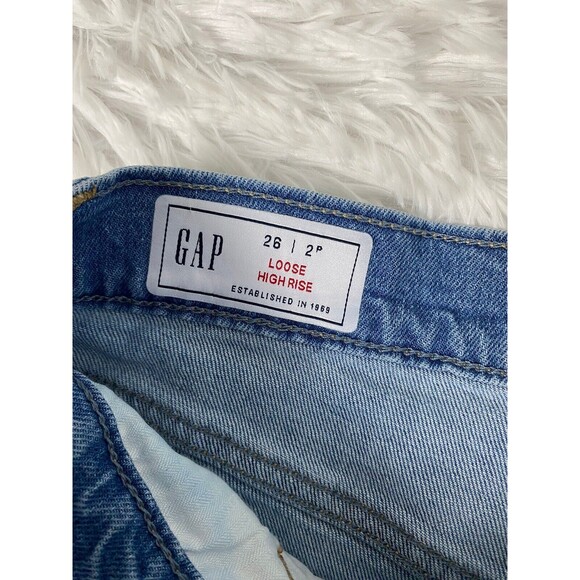 GAP
26 | 2P
LOOSE
HIGH RISE
ESTABLISHED IN 1969